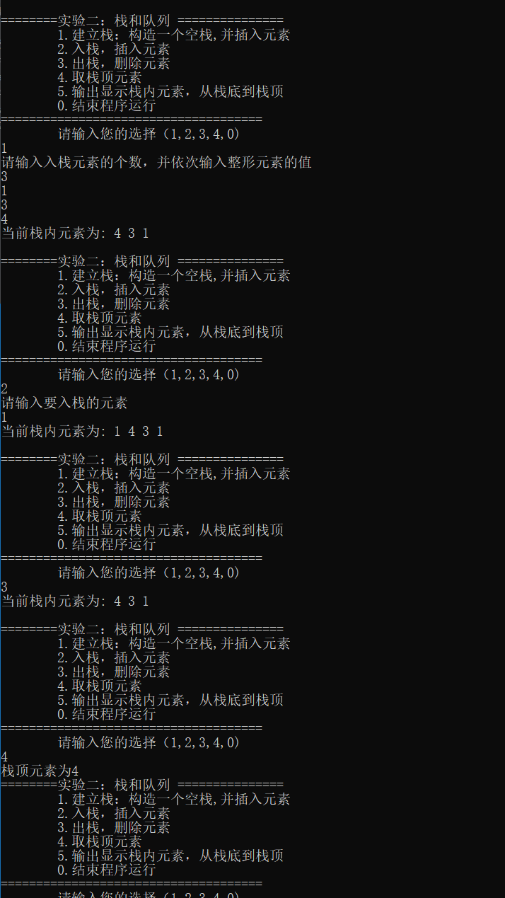 ========实验二：栈和队列 ===============
1.建立栈：构造一个空栈,并插入元素
2.入栈，插入元素
3.出栈，删除元素
4.取栈顶元素
5.输出显示栈内元素，从栈底到栈顶
0.结束程序运行
=====================================
请输入您的选择（1,2,3,4,0)
1
请输入入栈元素的个数，并依次输入整形元素的值
3
1
3
4
当前栈内元素为: 4 3 1
========实验二：栈和队列 ===============
1.建立栈：构造一个空栈,并插入元素
2.入栈，插入元素
3.出栈，删除元素
4.取栈顶元素
5.输出显示栈内元素，从栈底到栈顶
0.结束程序运行
=====================================
请输入您的选择（1,2,3,4,0)
2
请输入要入栈的元素
1
当前栈内元素为: 1 4 3 1
========实验二：栈和队列 ===============
1.建立栈：构造一个空栈,并插入元素
2.入栈，插入元素
3.出栈，删除元素
4.取栈顶元素
5.输出显示栈内元素，从栈底到栈顶
0.结束程序运行
=====================================
请输入您的选择（1,2,3,4,0)
3
当前栈内元素为: 4 3 1
========实验二：栈和队列 ===============
1.建立栈：构造一个空栈,并插入元素
2.入栈，插入元素
3.出栈，删除元素
4.取栈顶元素
5.输出显示栈内元素，从栈底到栈顶
0.结束程序运行
=====================================
请输入您的选择（1,2,3,4,0)
4
栈顶元素为4
========实验二：栈和队列 ===============
1.建立栈：构造一个空栈,并插入元素
2.入栈，插入元素
3.出栈，删除元素
4.取栈顶元素
5.输出显示栈内元素，从栈底到栈顶
0.结束程序运行
=====================================
请输入您的选择（1,2,3,4,0)